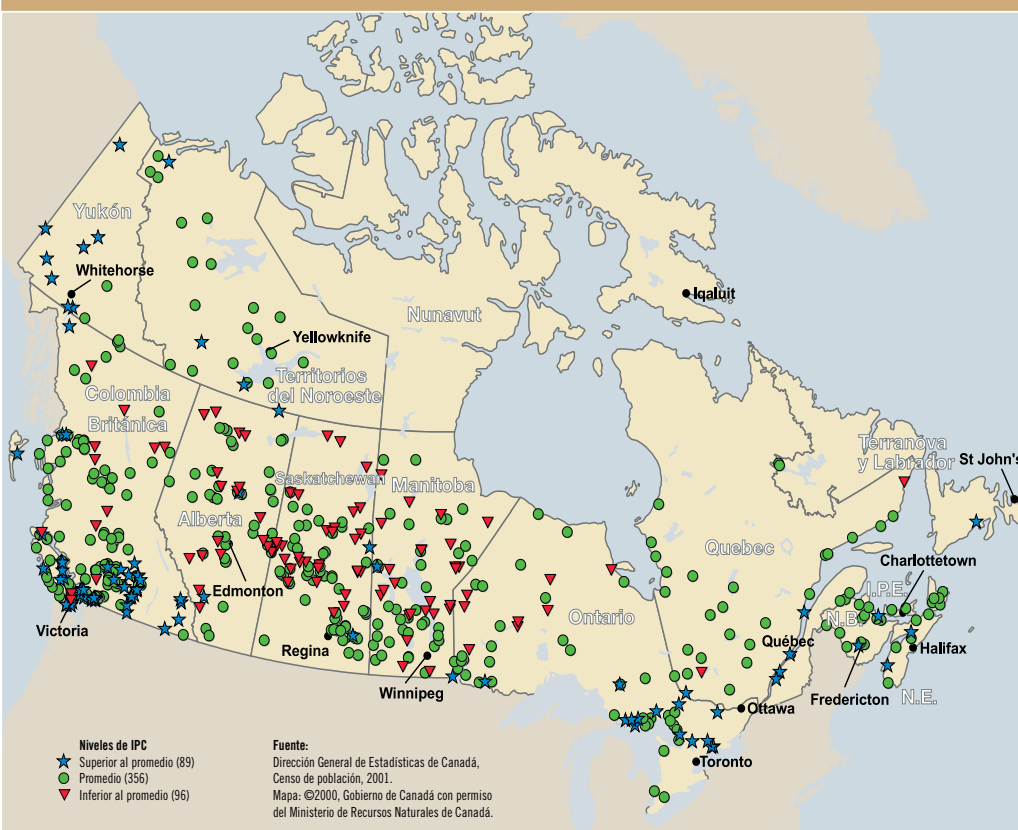 Yukón
Whitehorse
Iqaluit
Nunavut
Yellowknife
Territorios
del Noroeste
Colombia
Británica
Terranova
y Labrador
St John's
Saskatchewan
Manitoba
Alberta
Quebec
Charlottetown
Edmonton
I.P.E.
Ontario
N.B.
Victoria
Québec
Regina
Halifax
Winnipeg
Fredericton
N.E.
Ottawa
Toronto
Niveles de IPC
Superior al promedio (89)
Promedio (356)
Inferior al promedio (96)
Fuente:
Dirección General de Estadísticas de Canadá,
Censo de población, 2001.
Mapa: ©2000, Gobierno de Canadá con permiso
del Ministerio de Recursos Naturales de Canadá.